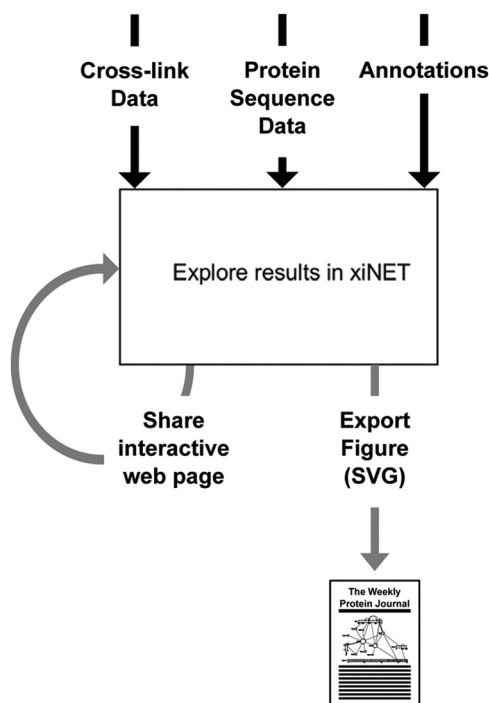 Cross-link
Data
Protein
Sequence
Data
Annotations
Explore results in xiNET
Share
interactive
web page
Export
Figure
(SVG)
The Weekly
Protein Journal